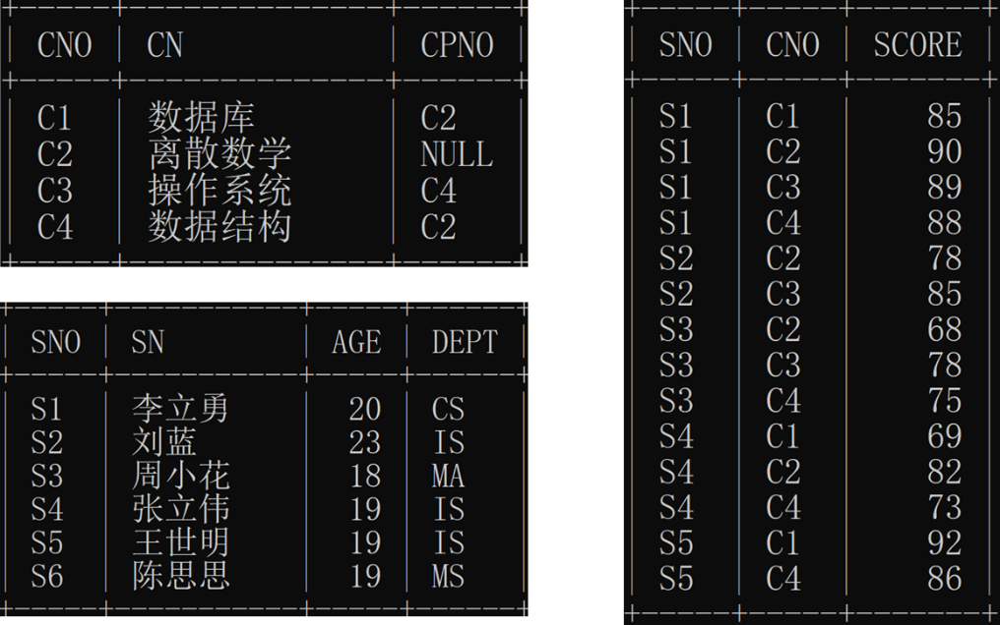 CNO CN CPNO
C1 数据库 C2
C2 离散数学 NULL
C3 操作系统 C4
C4 数据结构 C2
SNO SN AGE DEPT
S1 李立勇 20 CS
S2 刘蓝 23 IS
S3 周小花 18 MA
S4 张立伟 19 IS
S5 王世明 19 IS
S6 陈思思 19 MS
SNO CNO SCORE
S1 C1 85
S1 C2 90
S1 C3 89
S1 C4 88
S2 C2 78
S2 C3 85
S3 C2 68
S3 C3 78
S3 C4 75
S4 C1 69
S4 C2 82
S4 C4 73
S5 C1 92
S5 C4 86